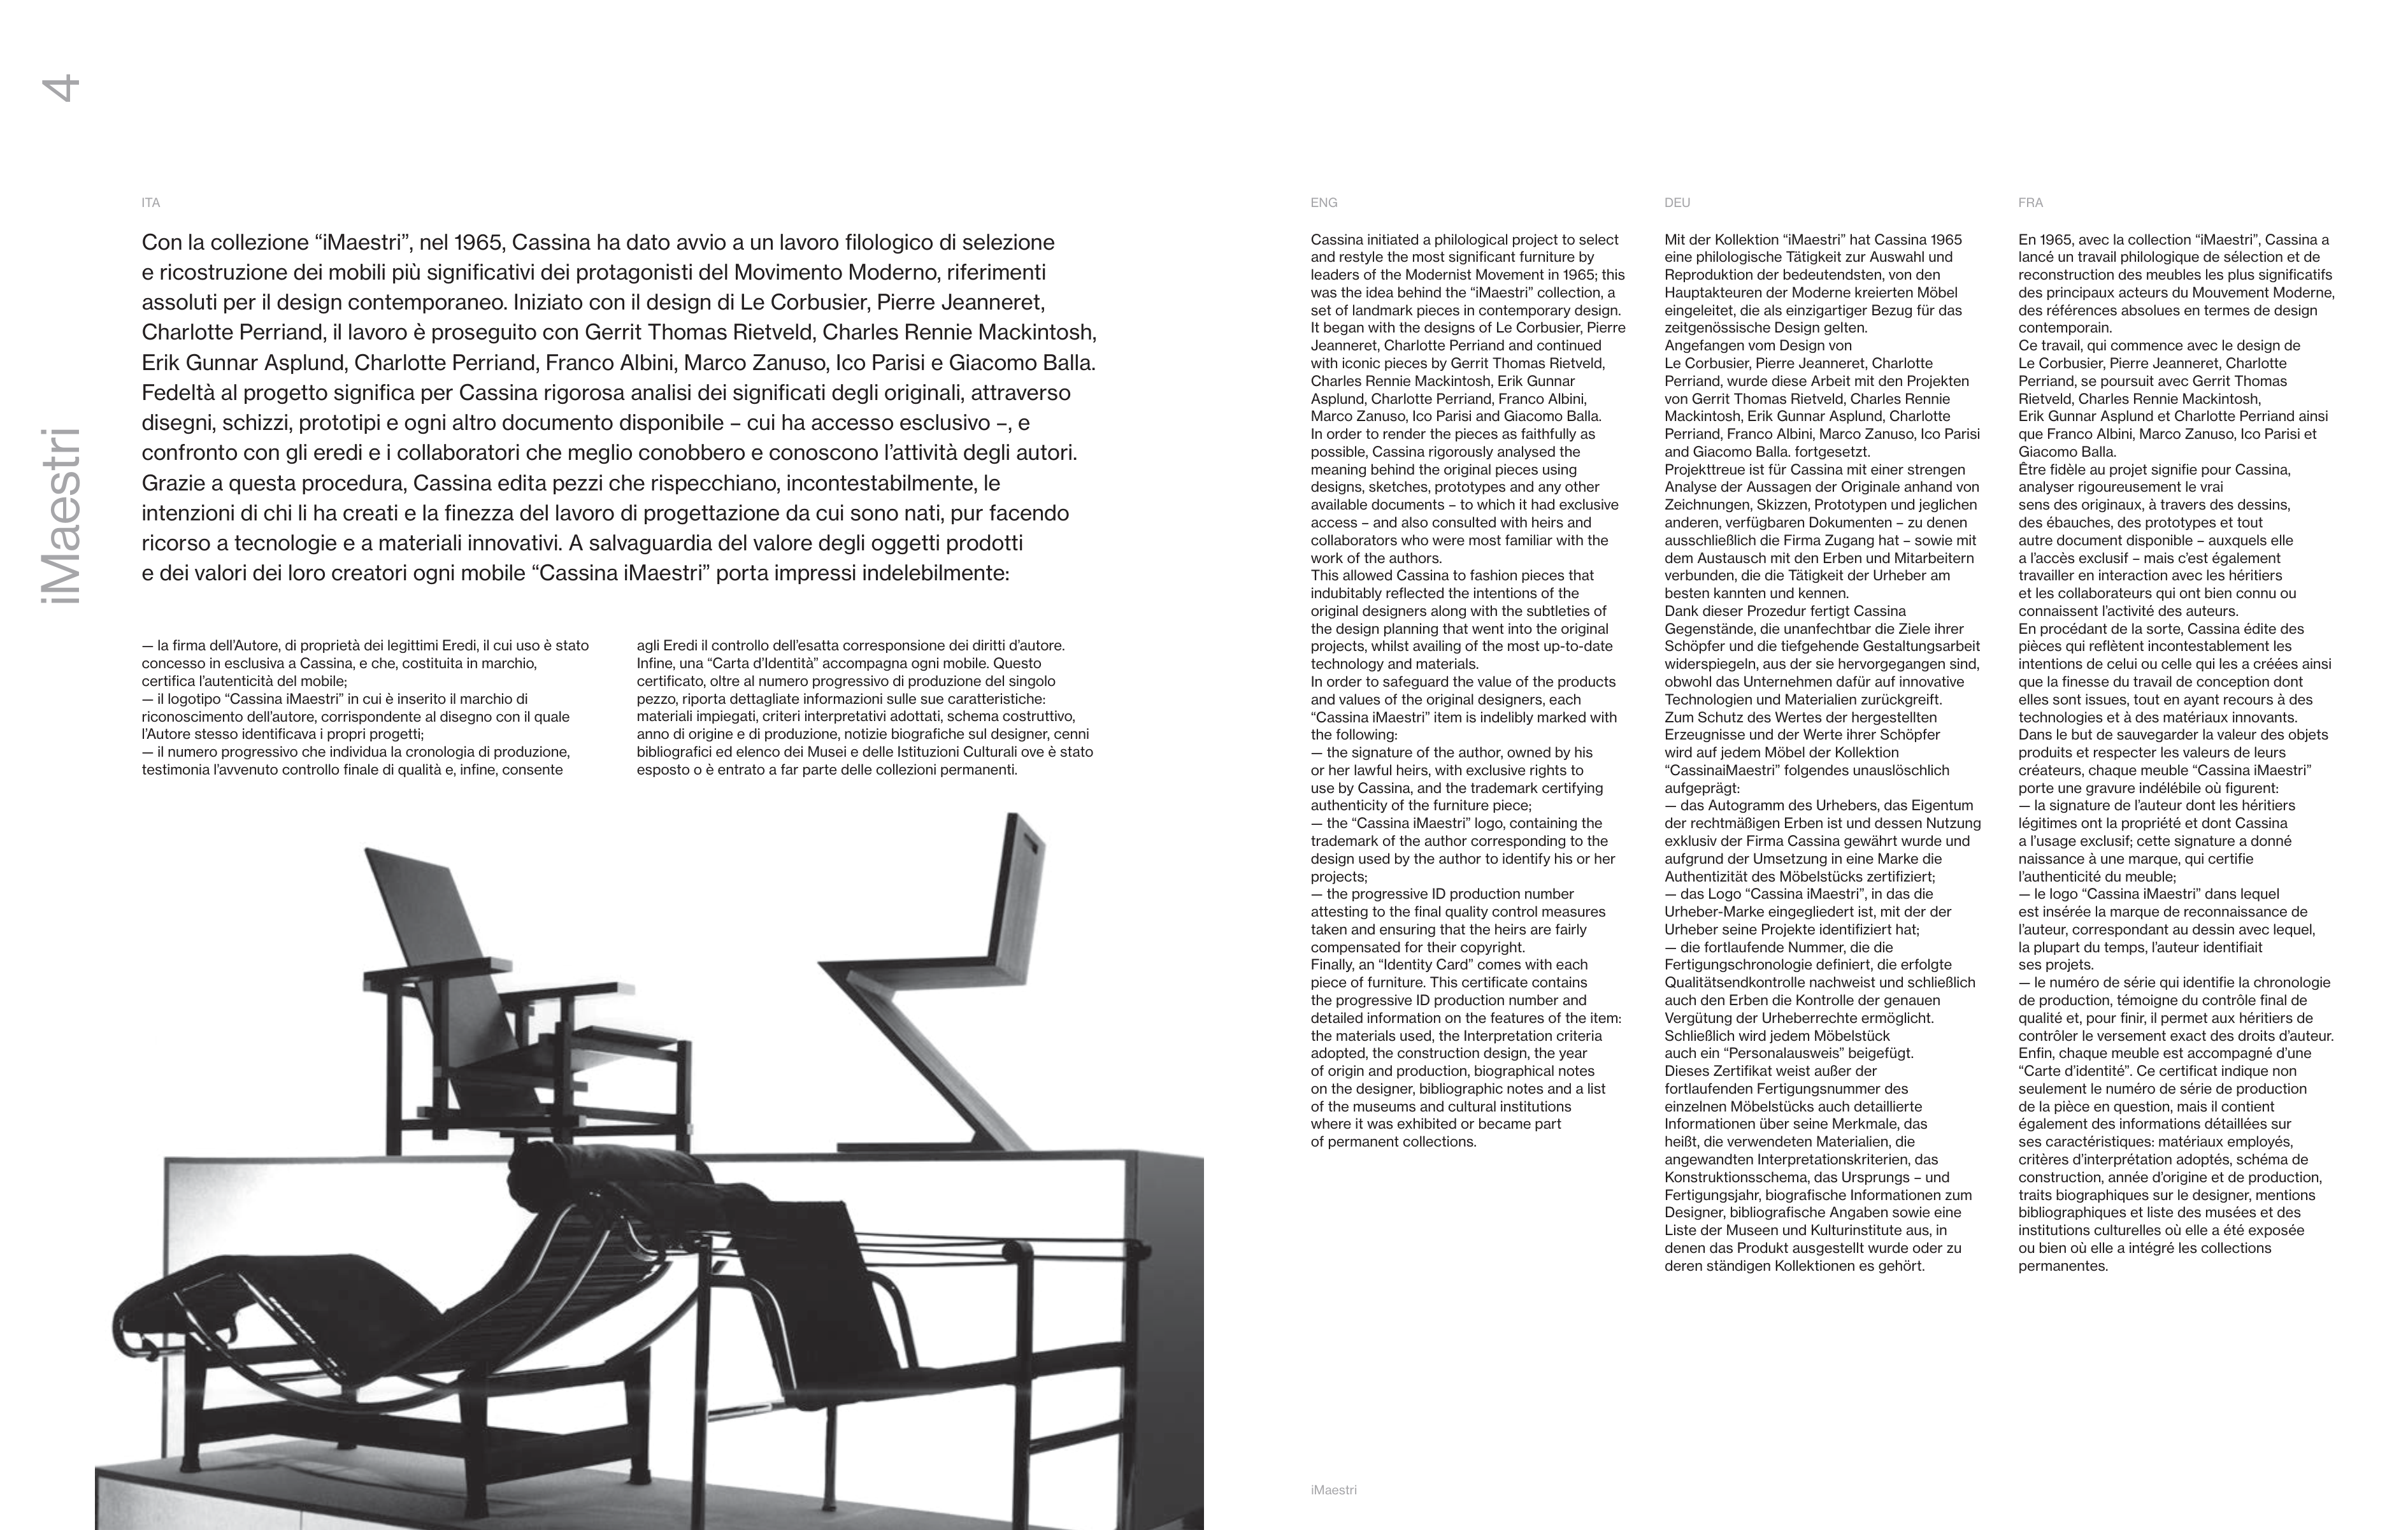 4
iMaestri
ITA
Con la collezione “iMaestri”, nel 1965, Cassina ha dato avvio a un lavoro filologico di selezione
e ricostruzione dei mobili più significativi dei protagonisti del Movimento Moderno, riferimenti
assoluti per il design contemporaneo. Iniziato con il design di Le Corbusier, Pierre Jeanneret,
Charlotte Perriand, il lavoro è proseguito con Gerrit Thomas Rietveld, Charles Rennie Mackintosh,
Erik Gunnar Asplund, Charlotte Perriand, Franco Albini, Marco Zanuso, Ico Parisi e Giacomo Balla.
Fedeltà al progetto significa per Cassina rigorosa analisi dei significati degli originali, attraverso
disegni, schizzi, prototipi e ogni altro documento disponibile – cui ha accesso esclusivo –, e
confronto con gli eredi e i collaboratori che meglio conobbero e conoscono l’attività degli autori.
Grazie a questa procedura, Cassina edita pezzi che rispecchiano, incontestabilmente, le
intenzioni di chi li ha creati e la finezza del lavoro di progettazione da cui sono nati, pur facendo
ricorso a tecnologie e a materiali innovativi. A salvaguardia del valore degli oggetti prodotti
e dei valori dei loro creatori ogni mobile “Cassina iMaestri” porta impressi indelebilmente:
— la firma dell’Autore, di proprietà dei legittimi Eredi, il cui uso è stato
concesso in esclusiva a Cassina, e che, costituita in marchio,
certifica l’autenticità del mobile;
— il logotipo “Cassina iMaestri” in cui è inserito il marchio di
riconoscimento dell’autore, corrispondente al disegno con il quale
l’Autore stesso identificava i propri progetti;
— il numero progressivo che individua la cronologia di produzione,
testimonia l’avvenuto controllo finale di qualità e, infine, consente
agli Eredi il controllo dell’esatta corresponsione dei diritti d’autore.
Infine, una “Carta d’Identità” accompagna ogni mobile. Questo
certificato, oltre al numero progressivo di produzione del singolo
pezzo, riporta dettagliate informazioni sulle sue caratteristiche:
materiali impiegati, criteri interpretativi adottati, schema costruttivo,
anno di origine e di produzione, notizie biografiche sul designer, cenni
bibliografici ed elenco dei Musei e delle Istituzioni Culturali ove è stato
esposto o è entrato a far parte delle collezioni permanenti.
ENG
Cassina initiated a philological project to select
and restyle the most significant furniture by
leaders of the Modernist Movement in 1965; this
was the idea behind the “iMaestri” collection, a
set of landmark pieces in contemporary design.
It began with the designs of Le Corbusier, Pierre
Jeanneret, Charlotte Perriand and continued
with iconic pieces by Gerrit Thomas Rietveld,
Charles Rennie Mackintosh, Erik Gunnar
Asplund, Charlotte Perriand, Franco Albini,
Marco Zanuso, Ico Parisi and Giacomo Balla.
In order to render the pieces as faithfully as
possible, Cassina rigorously analysed the
meaning behind the original pieces using
designs, sketches, prototypes and any other
available documents – to which it had exclusive
access – and also consulted with heirs and
collaborators who were most familiar with the
work of the authors.
This allowed Cassina to fashion pieces that
indubitably reflected the intentions of the
original designers along with the subtleties of
the design planning that went into the original
projects, whilst availing of the most up-to-date
technology and materials.
In order to safeguard the value of the products
and values of the original designers, each
“Cassina iMaestri” item is indelibly marked with
the following:
— the signature of the author, owned by his
or her lawful heirs, with exclusive rights to
use by Cassina, and the trademark certifying
authenticity of the furniture piece;
— the “Cassina iMaestri” logo, containing the
trademark of the author corresponding to the
design used by the author to identify his or her
projects;
— the progressive ID production number
attesting to the final quality control measures
taken and ensuring that the heirs are fairly
compensated for their copyright.
Finally, an “Identity Card” comes with each
piece of furniture. This certificate contains
the progressive ID production number and
detailed information on the features of the item:
the materials used, the Interpretation criteria
adopted, the construction design, the year
of origin and production, biographical notes
on the designer, bibliographic notes and a list
of the museums and cultural institutions
where it was exhibited or became part
of permanent collections.
DEU
Mit der Kollektion “iMaestri” hat Cassina 1965
eine philologische Tätigkeit zur Auswahl und
Reproduktion der bedeutendsten, von den
Hauptakteuren der Moderne kreierten Möbel
eingeleitet, die als einzigartiger Bezug für das
zeitgenössische Design gelten.
Angefangen vom Design von
Le Corbusier, Pierre Jeanneret, Charlotte
Perriand, wurde diese Arbeit mit den Projekten
von Gerrit Thomas Rietveld, Charles Rennie
Mackintosh, Erik Gunnar Asplund, Charlotte
Perriand, Franco Albini, Marco Zanuso, Ico Parisi
and Giacomo Balla. fortgesetzt.
Projekttreue ist für Cassina mit einer strengen
Analyse der Aussagen der Originale anhand von
Zeichnungen, Skizzen, Prototypen und jeglichen
anderen, verfügbaren Dokumenten – zu denen
ausschließlich die Firma Zugang hat – sowie mit
dem Austausch mit den Erben und Mitarbeitern
verbunden, die die Tätigkeit der Urheber am
besten kannten und kennen.
Dank dieser Prozedur fertigt Cassina
Gegenstände, die unanfechtbar die Ziele ihrer
Schöpfer und die tiefgehende Gestaltungsarbeit
widerspiegeln, aus der sie hervorgegangen sind,
obwohl das Unternehmen dafür auf innovative
Technologien und Materialien zurückgreift.
Zum Schutz des Wertes der hergestellten
Erzeugnisse und der Werte ihrer Schöpfer
wird auf jedem Möbel der Kollektion
“CassinaiMaestri” folgendes unauslöschlich
aufgeprägt:
— das Autogramm des Urhebers, das Eigentum
der rechtmäßigen Erben ist und dessen Nutzung
exklusiv der Firma Cassina gewährt wurde und
aufgrund der Umsetzung in eine Marke die
Authentizität des Möbelstücks zertifiziert;
— das Logo “Cassina iMaestri”, in das die
Urheber-Marke eingegliedert ist, mit der der
Urheber seine Projekte identifiziert hat;
— die fortlaufende Nummer, die die
Fertigungschronologie definiert, die erfolgte
Qualitätsendkontrolle nachweist und schließlich
auch den Erben die Kontrolle der genauen
Vergütung der Urheberrechte ermöglicht.
Schließlich wird jedem Möbelstück
auch ein “Personalausweis” beigefügt.
Dieses Zertifikat weist außer der
fortlaufenden Fertigungsnummer des
einzelnen Möbelstücks auch detaillierte
Informationen über seine Merkmale, das
heißt, die verwendeten Materialien, die
angewandten Interpretationskriterien, das
Konstruktionsschema, das Ursprungs – und
Fertigungsjahr, biografische Informationen zum
Designer, bibliografische Angaben sowie eine
Liste der Museen und Kulturinstitute aus, in
denen das Produkt ausgestellt wurde oder zu
deren ständigen Kollektionen es gehört.
FRA
En 1965, avec la collection “iMaestri”, Cassina a
lancé un travail philologique de sélection et de
reconstruction des meubles les plus significatifs
des principaux acteurs du Mouvement Moderne,
des références absolues en termes de design
contemporain.
Ce travail, qui commence avec le design de
Le Corbusier, Pierre Jeanneret, Charlotte
Perriand, se poursuit avec Gerrit Thomas
Rietveld, Charles Rennie Mackintosh,
Erik Gunnar Asplund et Charlotte Perriand ainsi
que Franco Albini, Marco Zanuso, Ico Parisi et
Giacomo Balla.
Être fidèle au projet signifie pour Cassina,
analyser rigoureusement le vrai
sens des originaux, à travers des dessins,
des ébauches, des prototypes et tout
autre document disponible – auxquels elle
a l’accès exclusif – mais c’est également
travailler en interaction avec les héritiers
et les collaborateurs qui ont bien connu ou
connaissent l’activité des auteurs.
En procédant de la sorte, Cassina édite des
pièces qui reflètent incontestablement les
intentions de celui ou celle qui les a créées ainsi
que la finesse du travail de conception dont
elles sont issues, tout en ayant recours à des
technologies et à des matériaux innovants.
Dans le but de sauvegarder la valeur des objets
produits et respecter les valeurs de leurs
créateurs, chaque meuble “Cassina iMaestri”
porte une gravure indélébile où figurent:
— la signature de l’auteur dont les héritiers
légitimes ont la propriété et dont Cassina
a l’usage exclusif; cette signature a donné
naissance à une marque, qui certifie
l’authenticité du meuble;
— le logo “Cassina iMaestri” dans lequel
est insérée la marque de reconnaissance de
l’auteur, correspondant au dessin avec lequel,
la plupart du temps, l’auteur identifiait
ses projets.
— le numéro de série qui identifie la chronologie
de production, témoigne du contrôle final de
qualité et, pour finir, il permet aux héritiers de
contrôler le versement exact des droits d’auteur.
Enfin, chaque meuble est accompagné d’une
“Carte d’identité”. Ce certificat indique non
seulement le numéro de série de production
de la pièce en question, mais il contient
également des informations détaillées sur
ses caractéristiques: matériaux employés,
critères d’interprétation adoptés, schéma de
construction, année d’origine et de production,
traits biographiques sur le designer, mentions
bibliographiques et liste des musées et des
institutions culturelles où elle a été exposée
ou bien où elle a intégré les collections
permanentes.
iMaestri